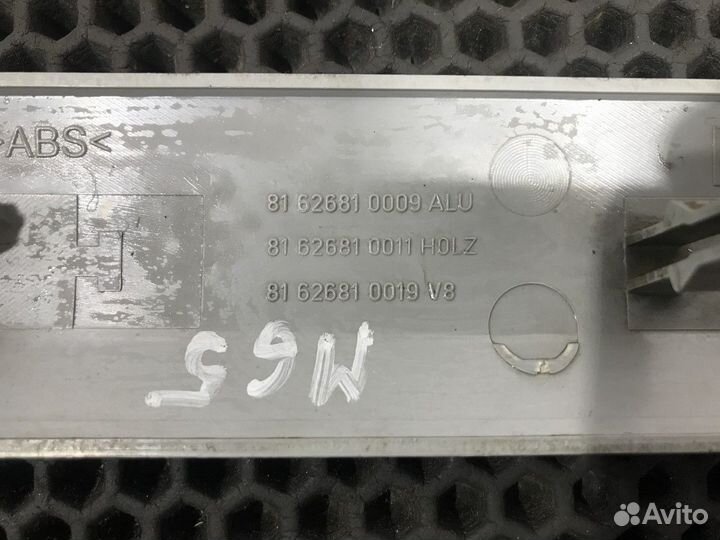 >ABS<
81 62681 0009 ALU
81 62681 0011 HOLZ
81 62681 0019 V8
M65
Avito